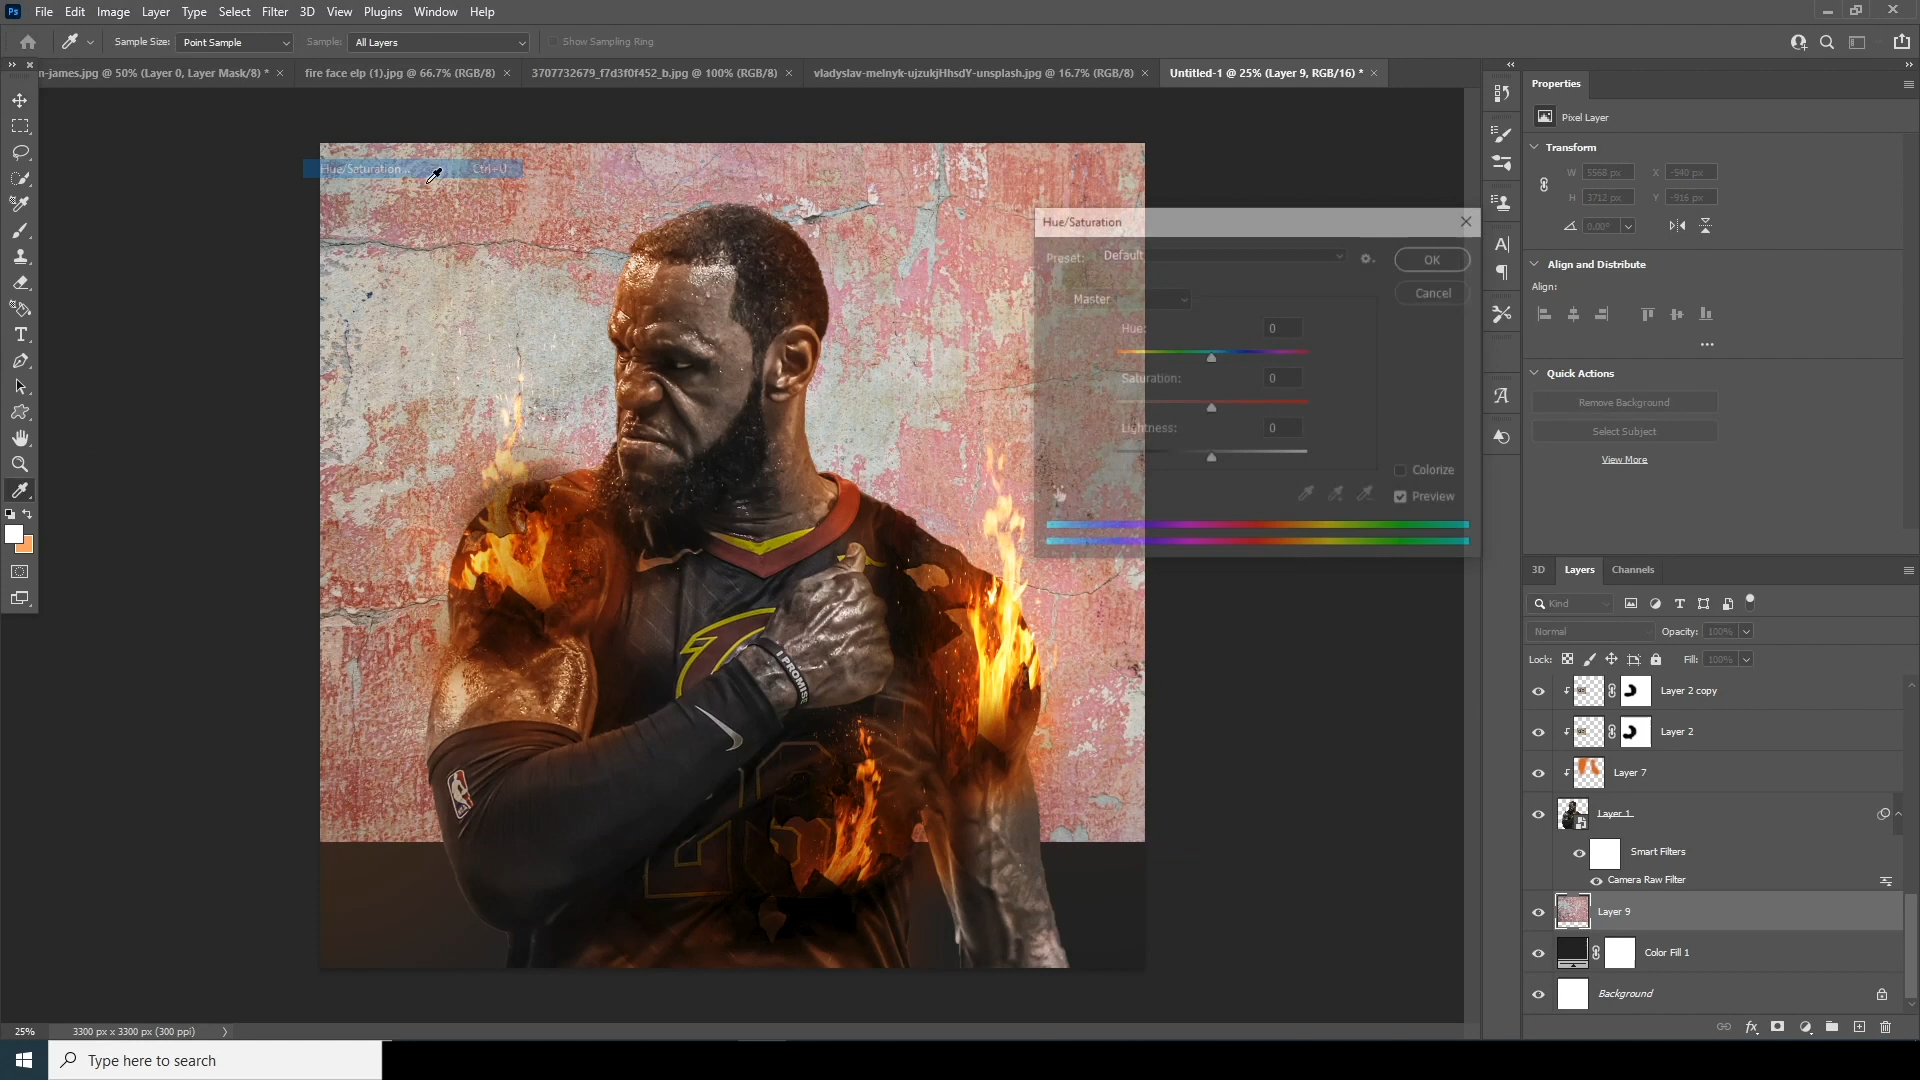 Ps File Edit Image Layer Type Select Filter 3D View Plugins Window Help
Sample Size: Point Sample Sample: All Layers Show Sampling Ring
n-james.jpg @ 50% (Layer 0, Layer Mask/8) * × fire face elp (1).jpg @ 66.7% (RGB/8) × 3707732679_f7d3f0f452_b.jpg @ 100% (RGB/8) × vladyslav-melnyk-ujzukjHhsdY-unsplash.jpg @ 16.7% (RGB/8) × Untitled-1 @ 25% (Layer 9, RGB/16) * ×
Hue/Saturation... Ctrl+U
Hue/Saturation
Preset: Default
OK
Cancel
Master
Hue: 0
Saturation: 0
Lightness: 0
Colorize
Preview
I PROMISE
Properties
Pixel Layer
Transform
W 5568 px X -540 px
H 3712 px Y -916 px
0.00°
Align and Distribute
Align:
Quick Actions
Remove Background
Select Subject
View More
3D Layers Channels
Kind
Normal Opacity: 100%
Lock: Fill: 100%
Layer 2 copy
Layer 2
Layer 7
Layer 1
Smart Filters
Camera Raw Filter
Layer 9
Color Fill 1
Background
25% 3300 px x 3300 px (300 ppi)
Type here to search